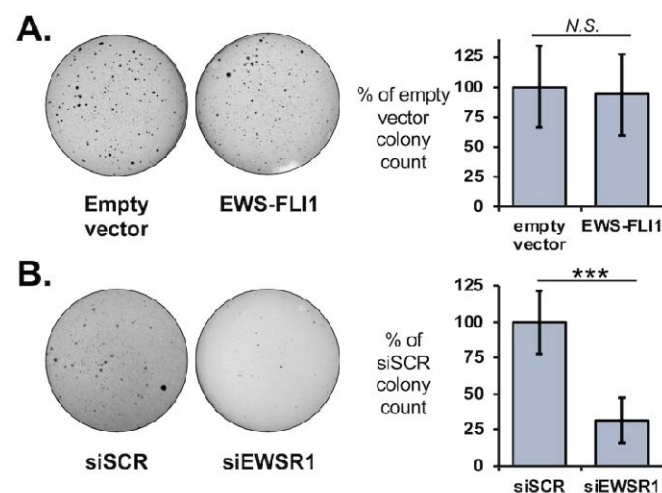 A.
Empty
vector
EWS-FLI1
% of empty
vector
colony
count
N.S.
125
100
75
50
25
0
empty
vector
EWS-FLI1
B.
siSCR
siEWSR1
% of
siSCR
colony
count
***
125
100
75
50
25
0
siSCR
siEWSR1